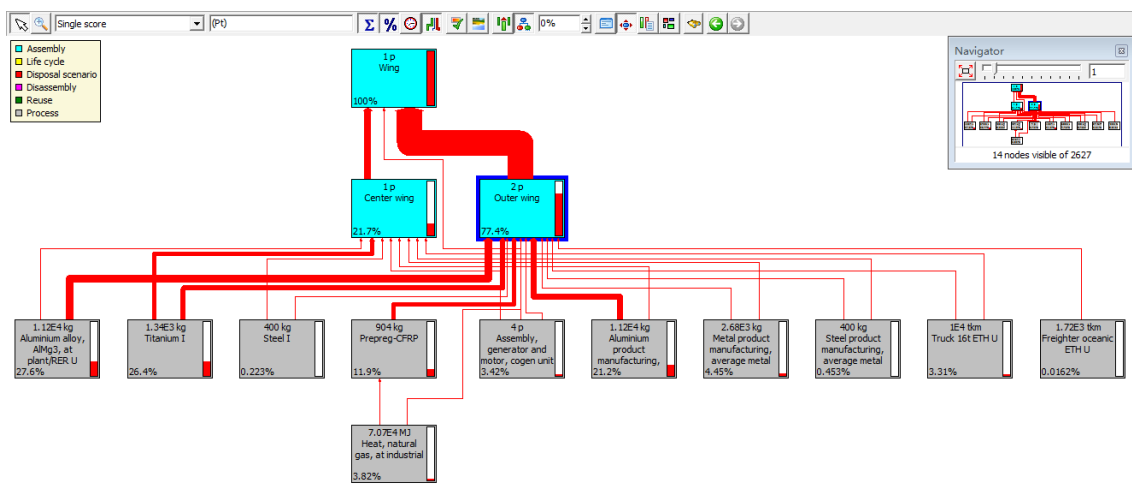 Single score
(Pt)
Σ
%
0%
Assembly
Life cycle
Disposal scenario
Disassembly
Reuse
Process
Navigator
1
14 nodes visible of 2627
1 p
Wing
100%
1 p
Center wing
21.7%
2 p
Outer wing
77.4%
1.12E4 kg
Aluminium alloy,
AlMg3, at
plant/RER U
27.6%
1.34E3 kg
Titanium I
26.4%
400 kg
Steel I
0.223%
904 kg
Prepreg-CFRP
11.9%
4 p
Assembly,
generator and
motor, cogen unit
3.42%
1.12E4 kg
Aluminium
product
manufacturing,
21.2%
2.68E3 kg
Metal product
manufacturing,
average metal
4.45%
400 kg
Steel product
manufacturing,
average metal
0.453%
1E4 tkm
Truck 16t ETH U
3.31%
1.72E3 tkm
Freighter oceanic
ETH U
0.0162%
7.07E4 MJ
Heat, natural
gas, at industrial
3.82%